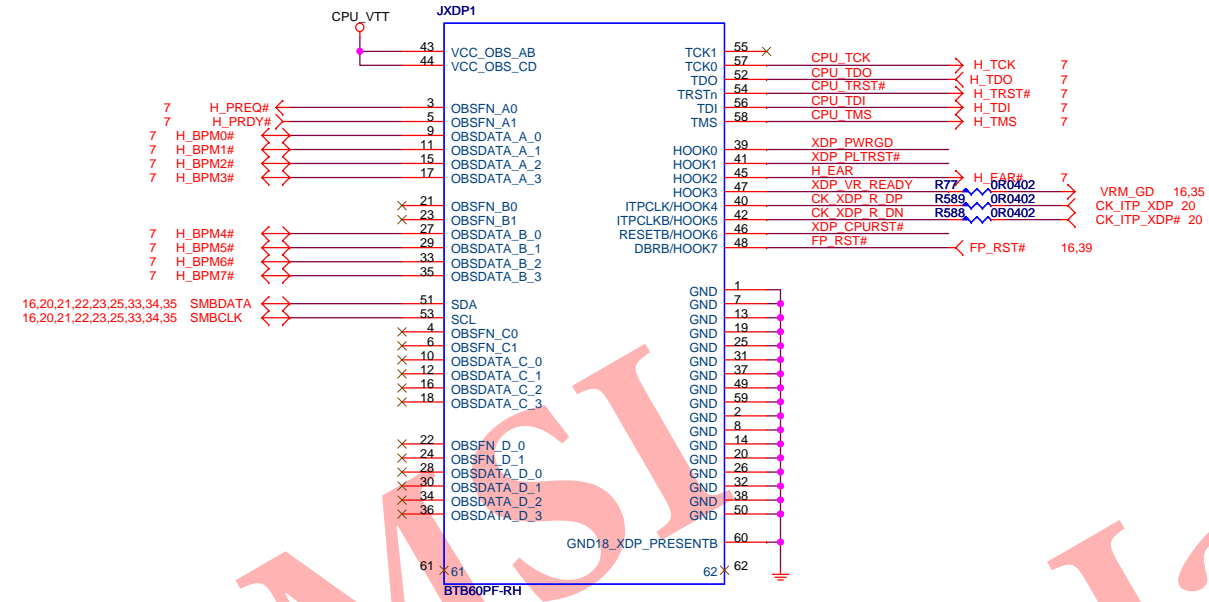 JXDP1
CPU_VTT
43 VCC_OBS_AB TCK1 55
44 VCC_OBS_CD TCK0 57 CPU_TCK H_TCK 7
TDO 52 CPU_TDO H_TDO 7
TRSTn 54 CPU_TRST# H_TRST# 7
7 H_PREQ# 3 OBSFN_A0 TDI 56 CPU_TDI H_TDI 7
7 H_PRDY# 5 OBSFN_A1 TMS 58 CPU_TMS H_TMS 7
7 H_BPM0# 9 OBSDATA_A_0
7 H_BPM1# 11 OBSDATA_A_1 HOOK0 39 XDP_PWRGD
7 H_BPM2# 15 OBSDATA_A_2 HOOK1 41 XDP_PLTRST#
7 H_BPM3# 17 OBSDATA_A_3 HOOK2 45 H_EAR H_EAR# 7
HOOK3 47 XDP_VR_READY R77 0R0402 VRM_GD 16,35
21 OBSFN_B0 ITPCLK/HOOK4 40 CK_XDP_R_DP R589 0R0402 CK_ITP_XDP 20
23 OBSFN_B1 ITPCLKB/HOOK5 42 CK_XDP_R_DN R588 0R0402 CK_ITP_XDP# 20
7 H_BPM4# 27 OBSDATA_B_0 RESETB/HOOK6 46 XDP_CPURST#
7 H_BPM5# 29 OBSDATA_B_1 DBRB/HOOK7 48 FP_RST# FP_RST# 16,39
7 H_BPM6# 33 OBSDATA_B_2
7 H_BPM7# 35 OBSDATA_B_3
GND 1
16,20,21,22,23,25,33,34,35 SMBDATA 51 SDA GND 7
16,20,21,22,23,25,33,34,35 SMBCLK 53 SCL GND 13
4 OBSFN_C0 GND 19
6 OBSFN_C1 GND 25
10 OBSDATA_C_0 GND 31
12 OBSDATA_C_1 GND 37
16 OBSDATA_C_2 GND 49
18 OBSDATA_C_3 GND 59
GND 2
GND 8
22 OBSFN_D_0 GND 14
24 OBSFN_D_1 GND 20
28 OBSDATA_D_0 GND 26
30 OBSDATA_D_1 GND 32
34 OBSDATA_D_2 GND 38
36 OBSDATA_D_3 GND 50
GND18_XDP_PRESENTB 60
61 61 62 62
BTB60PF-RH
MSI